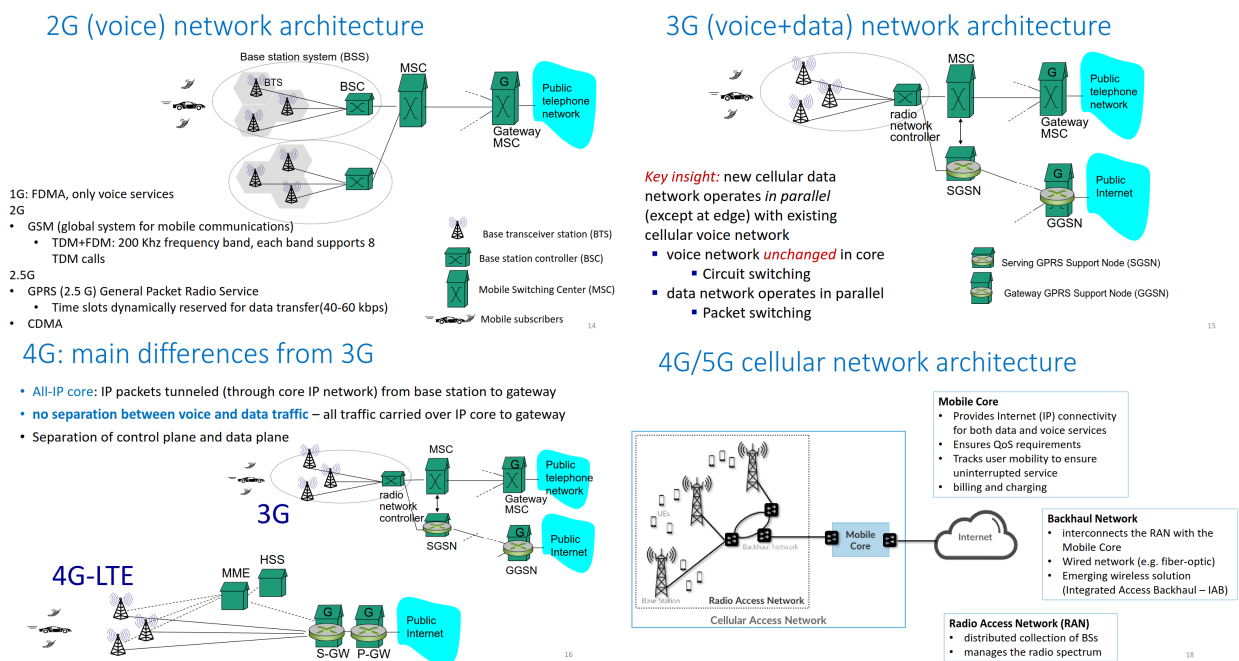 2G (voice) network architecture
Base station system (BSS)
BTS
BSC
MSC
G
Gateway
MSC
Public
telephone
network
1G: FDMA, only voice services
2G
• GSM (global system for mobile communications)
• TDM+FDM: 200 Khz frequency band, each band supports 8
TDM calls
2.5G
• GPRS (2.5 G) General Packet Radio Service
• Time slots dynamically reserved for data transfer(40-60 kbps)
• CDMA
Base transceiver station (BTS)
Base station controller (BSC)
Mobile Switching Center (MSC)
Mobile subscribers
14
3G (voice+data) network architecture
MSC
radio
network
controller
G
Gateway
MSC
Public
telephone
network
SGSN
G
GGSN
Public
Internet
Key insight: new cellular data
network operates in parallel
(except at edge) with existing
cellular voice network
▪ voice network unchanged in core
▪ Circuit switching
▪ data network operates in parallel
▪ Packet switching
Serving GPRS Support Node (SGSN)
G
Gateway GPRS Support Node (GGSN)
15
4G: main differences from 3G
• All-IP core: IP packets tunneled (through core IP network) from base station to gateway
• no separation between voice and data traffic – all traffic carried over IP core to gateway
• Separation of control plane and data plane
MSC
radio
network
controller
G
Gateway
MSC
Public
telephone
network
3G
SGSN
G
GGSN
Public
Internet
4G-LTE
MME
HSS
G
S-GW
P-GW
Public
Internet
16
4G/5G cellular network architecture
Mobile Core
• Provides Internet (IP) connectivity
for both data and voice services
• Ensures QoS requirements
• Tracks user mobility to ensure
uninterrupted service
• billing and charging
UEs
Backhaul Network
Base Station
Radio Access Network
Cellular Access Network
Mobile
Core
Internet
Backhaul Network
• interconnects the RAN with the
Mobile Core
• Wired network (e.g. fiber-optic)
• Emerging wireless solution
(Integrated Access Backhaul – IAB)
Radio Access Network (RAN)
• distributed collection of BSs
• manages the radio spectrum
18